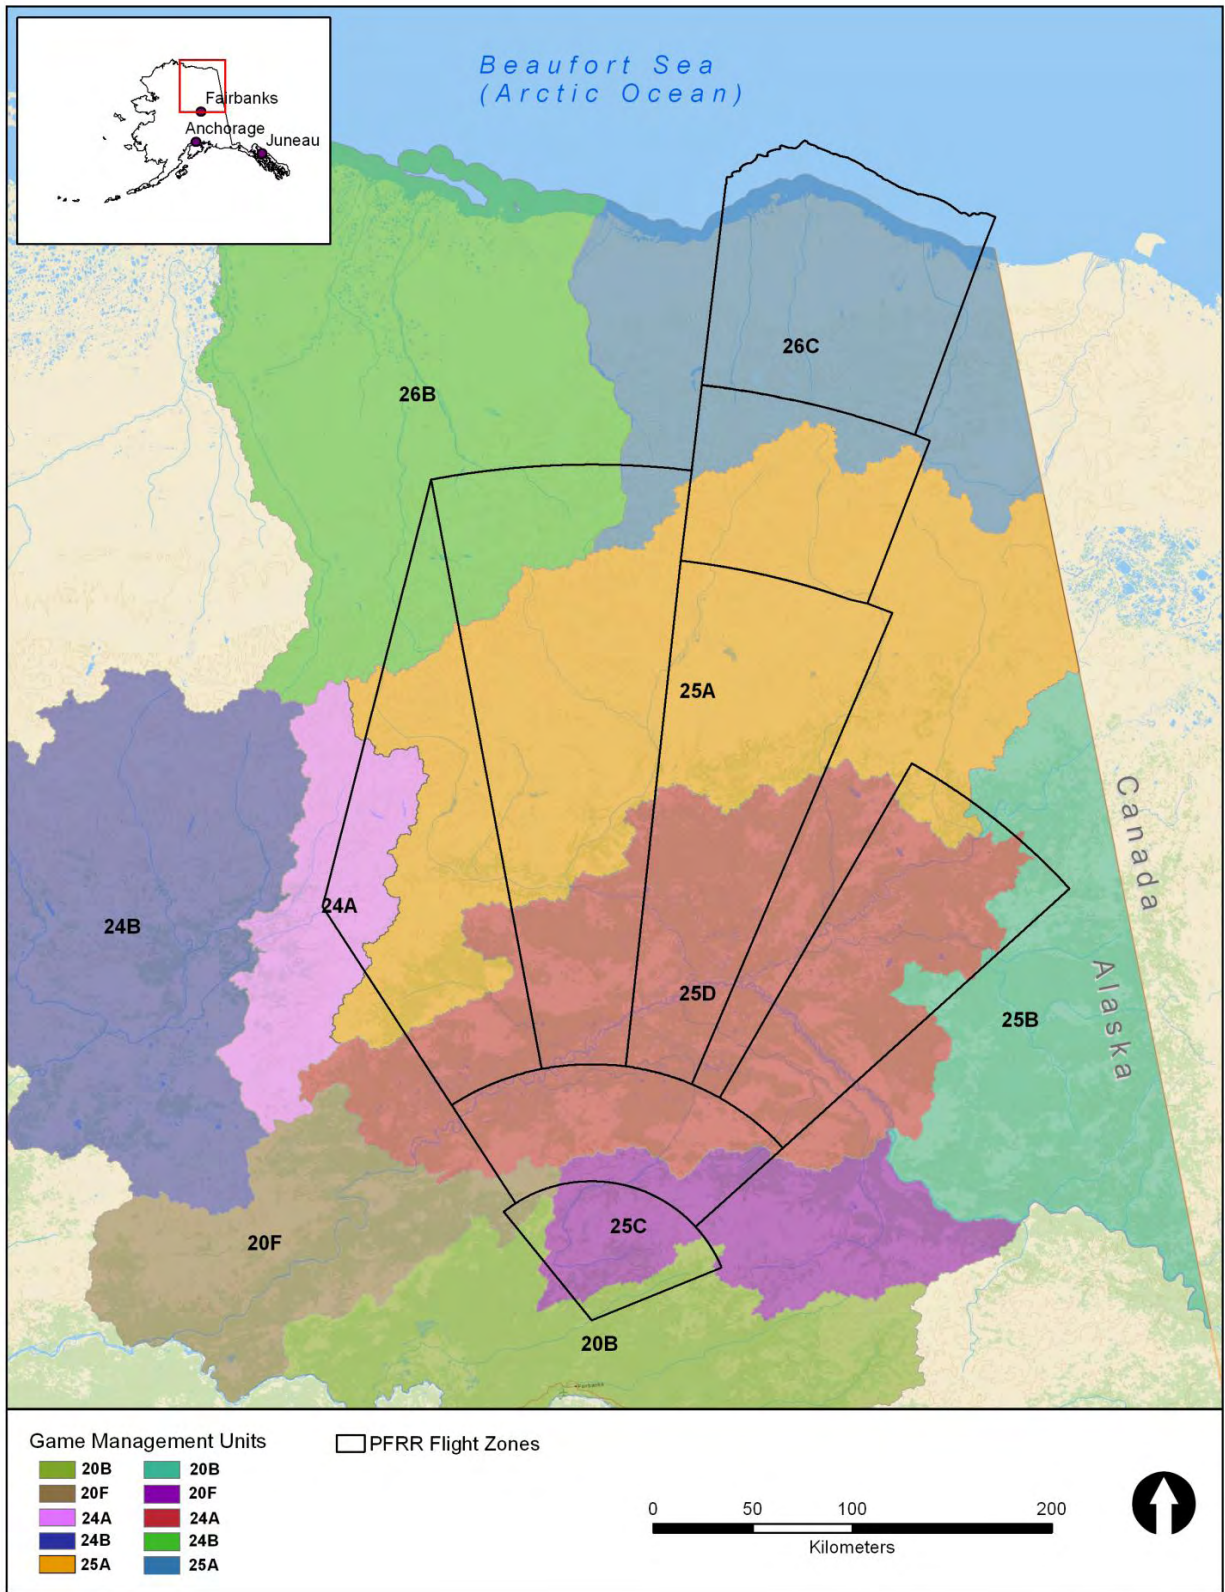 Beaufort Sea
(Arctic Ocean)
Fairbanks
Anchorage
Juneau
26C
26B
25A
Canada
24A
24B
25D
Alaska
25B
25C
20F
20B
Game Management Units
PFRR Flight Zones
20B 20B
20F 20F
24A 24A
24B 24B
25A 25A
0 50 100 200
Kilometers